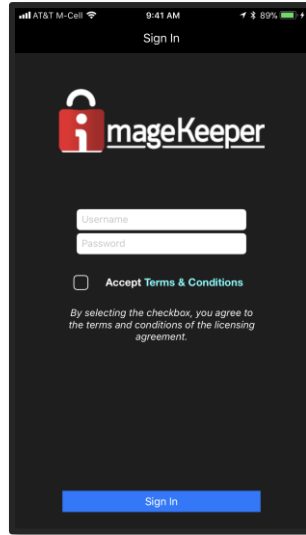 AT&T M-Cell 9:41 AM 89%
Sign In
imageKeeper
Username
Password
Accept Terms & Conditions
By selecting the checkbox, you agree to
the terms and conditions of the licensing
agreement.
Sign In